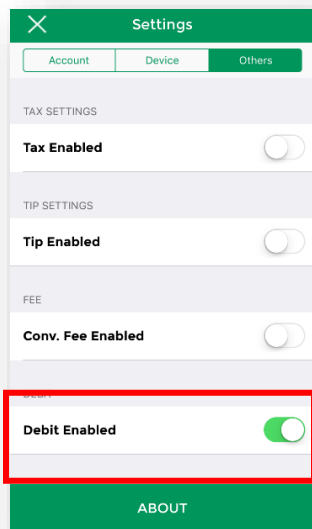 Settings
Account Device Others
TAX SETTINGS
Tax Enabled
TIP SETTINGS
Tip Enabled
FEE
Conv. Fee Enabled
DEBIT
Debit Enabled
ABOUT